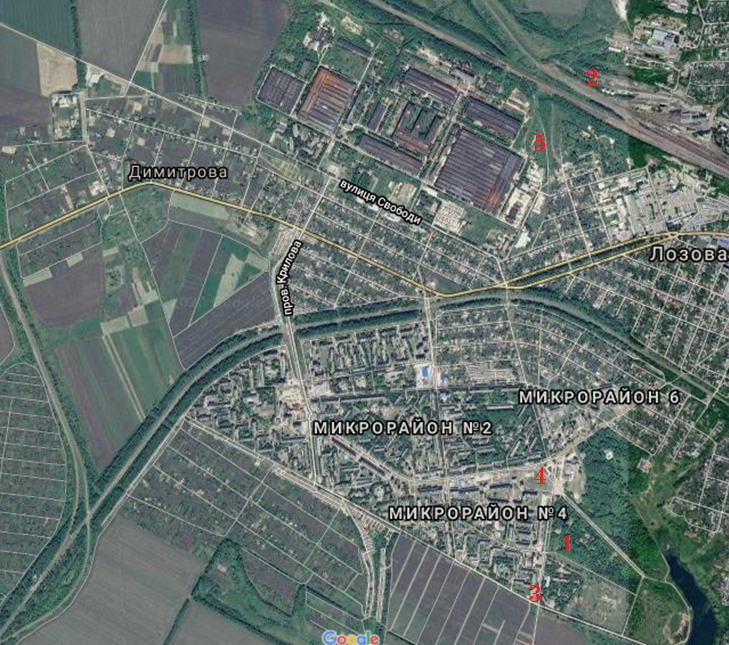 2
5
Димитрова
вулиця Свободи
пров. Крилова
Лозова
МИКРОРАЙОН 6
МИКРОРАЙОН №2
4
МИКРОРАЙОН №4
1
3
Google